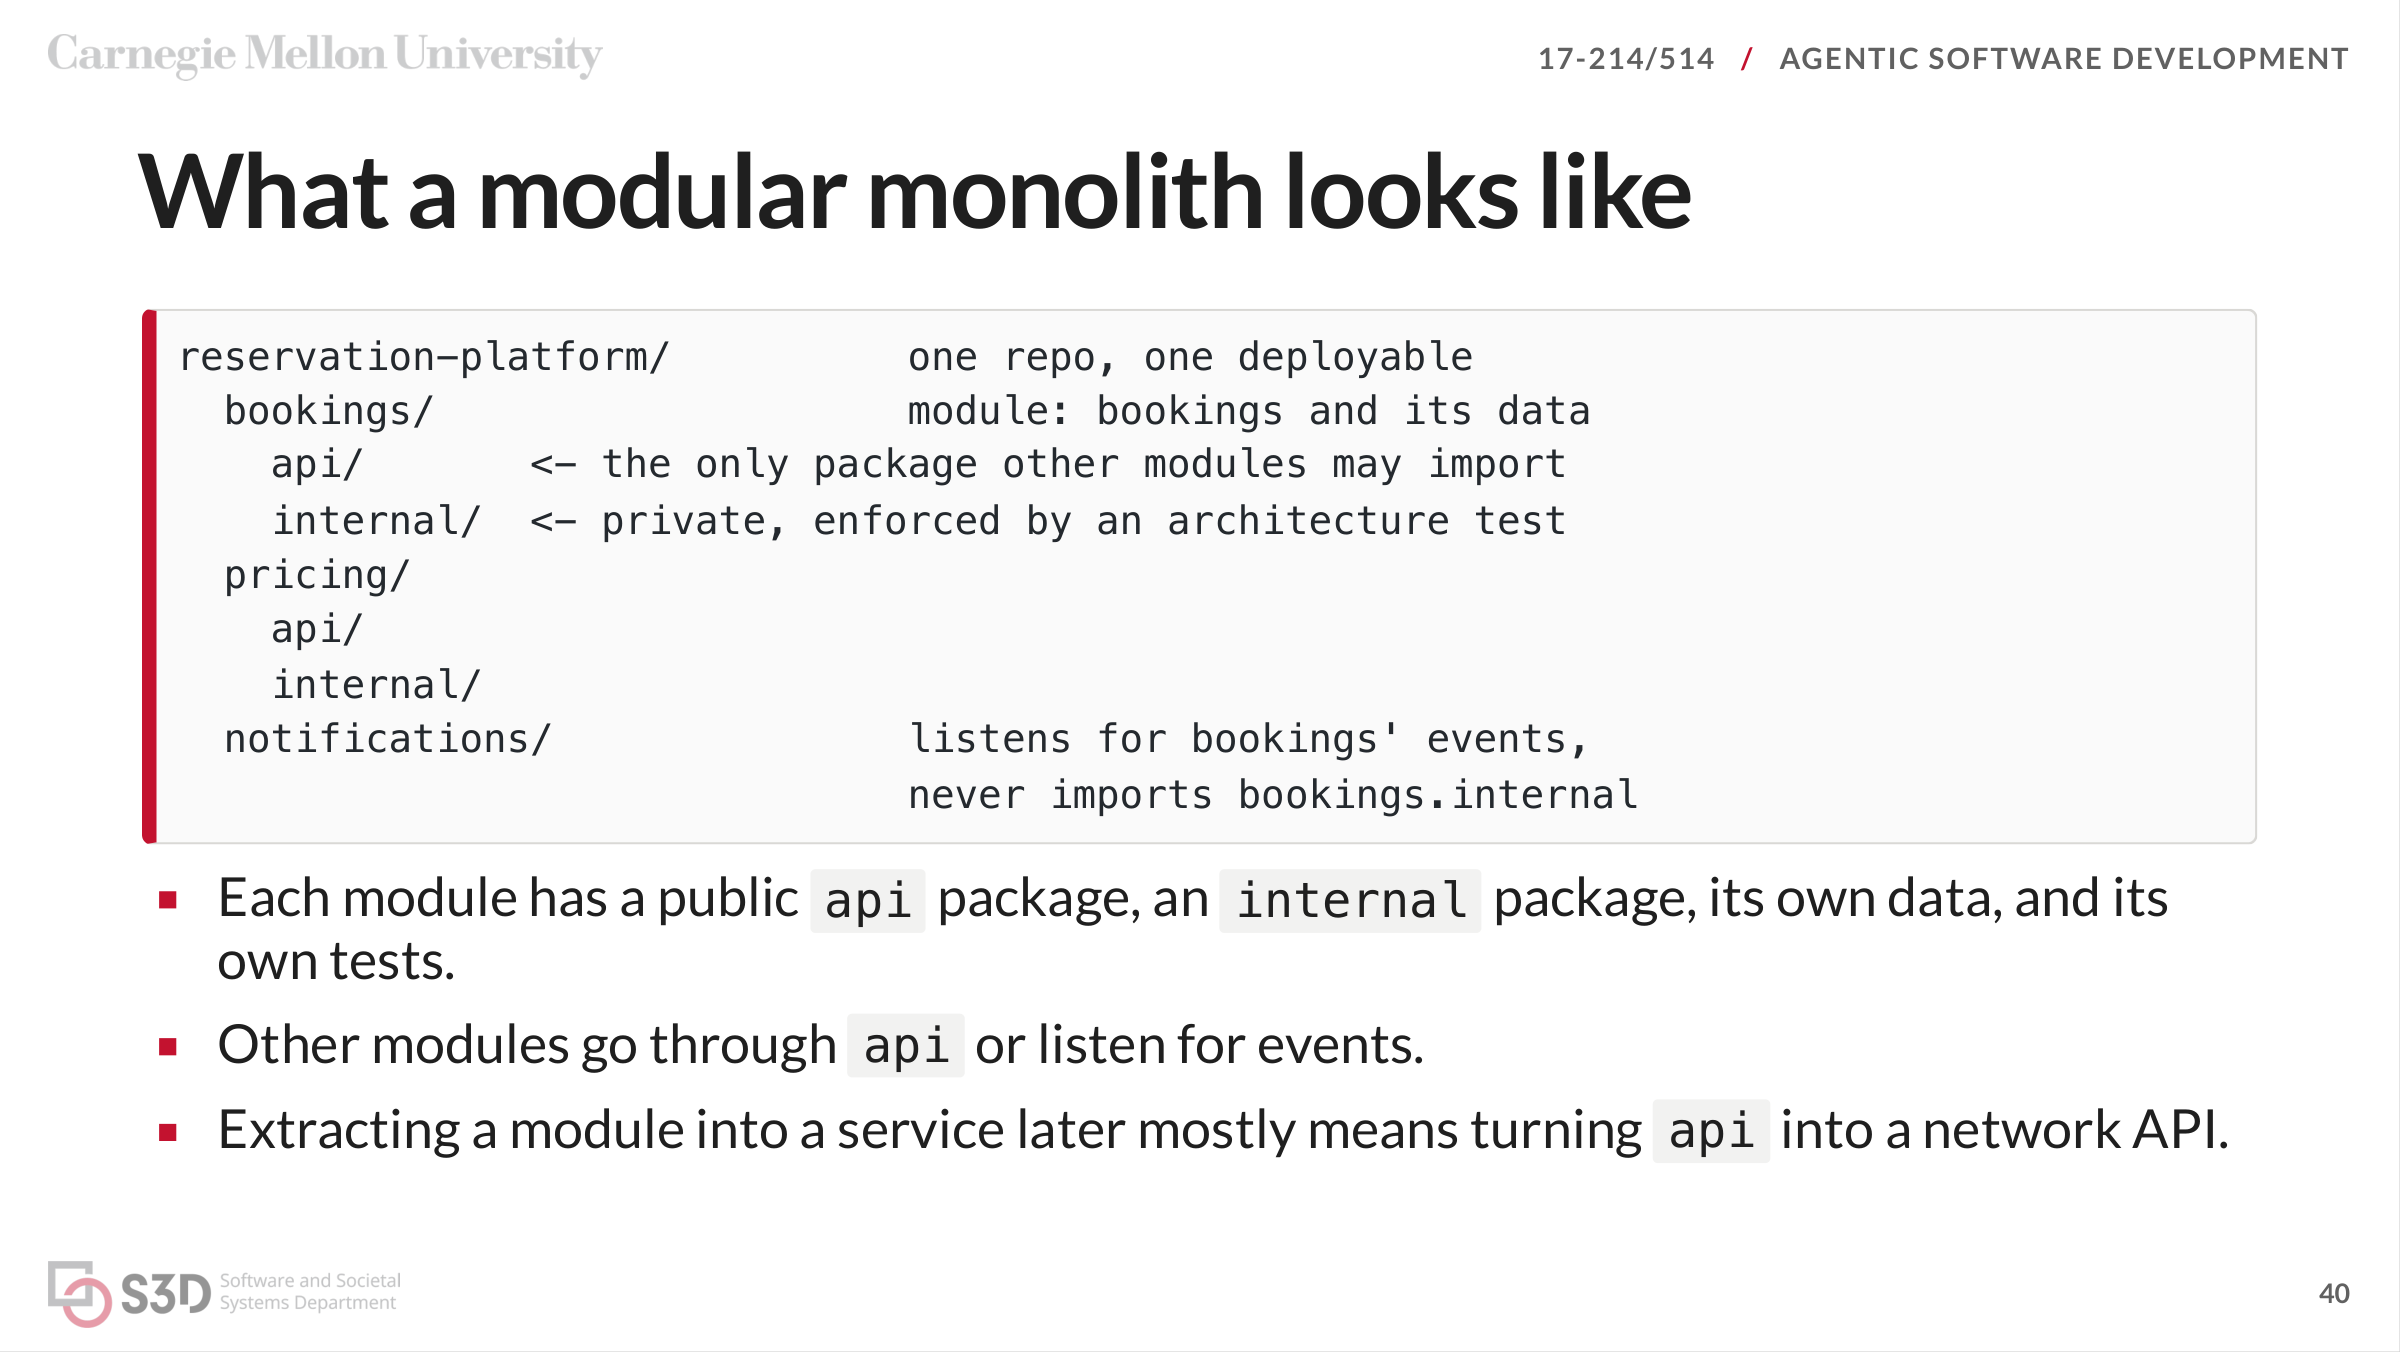 Carnegie Mellon University
17-214/514 / AGENTIC SOFTWARE DEVELOPMENT
What a modular monolith looks like
reservation-platform/          one repo, one deployable
  bookings/                    module: bookings and its data
    api/       <- the only package other modules may import
    internal/  <- private, enforced by an architecture test
  pricing/
    api/
    internal/
  notifications/               listens for bookings' events,
                               never imports bookings.internal
▪ Each module has a public api package, an internal package, its own data, and its
own tests.
▪ Other modules go through api or listen for events.
▪ Extracting a module into a service later mostly means turning api into a network API.
S3D Software and Societal
Systems Department
40